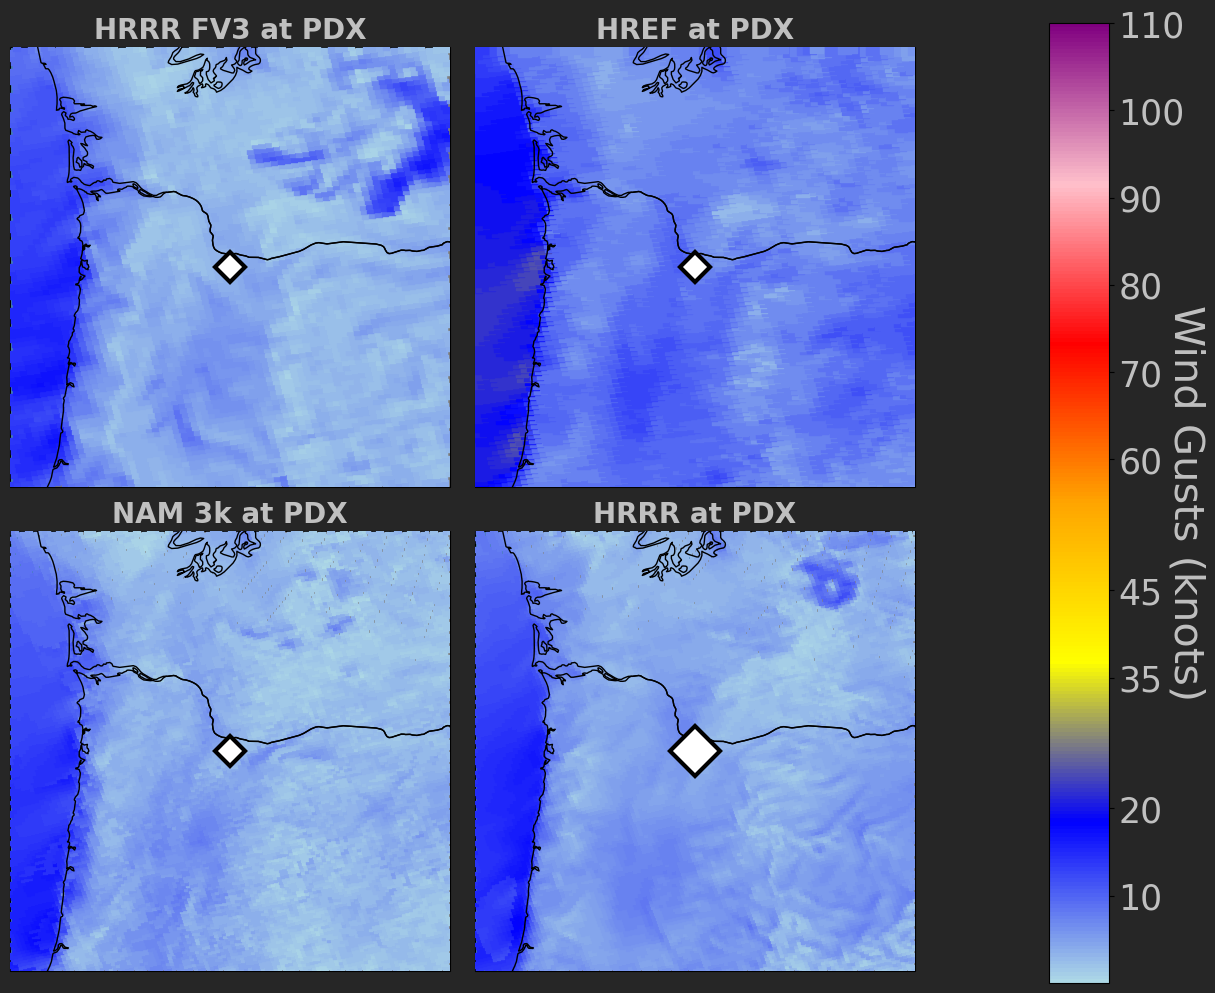 HRRR FV3 at PDX
HREF at PDX
NAM 3k at PDX
HRRR at PDX
110
100
90
80
70
60
45
35
20
10
Wind Gusts (knots)